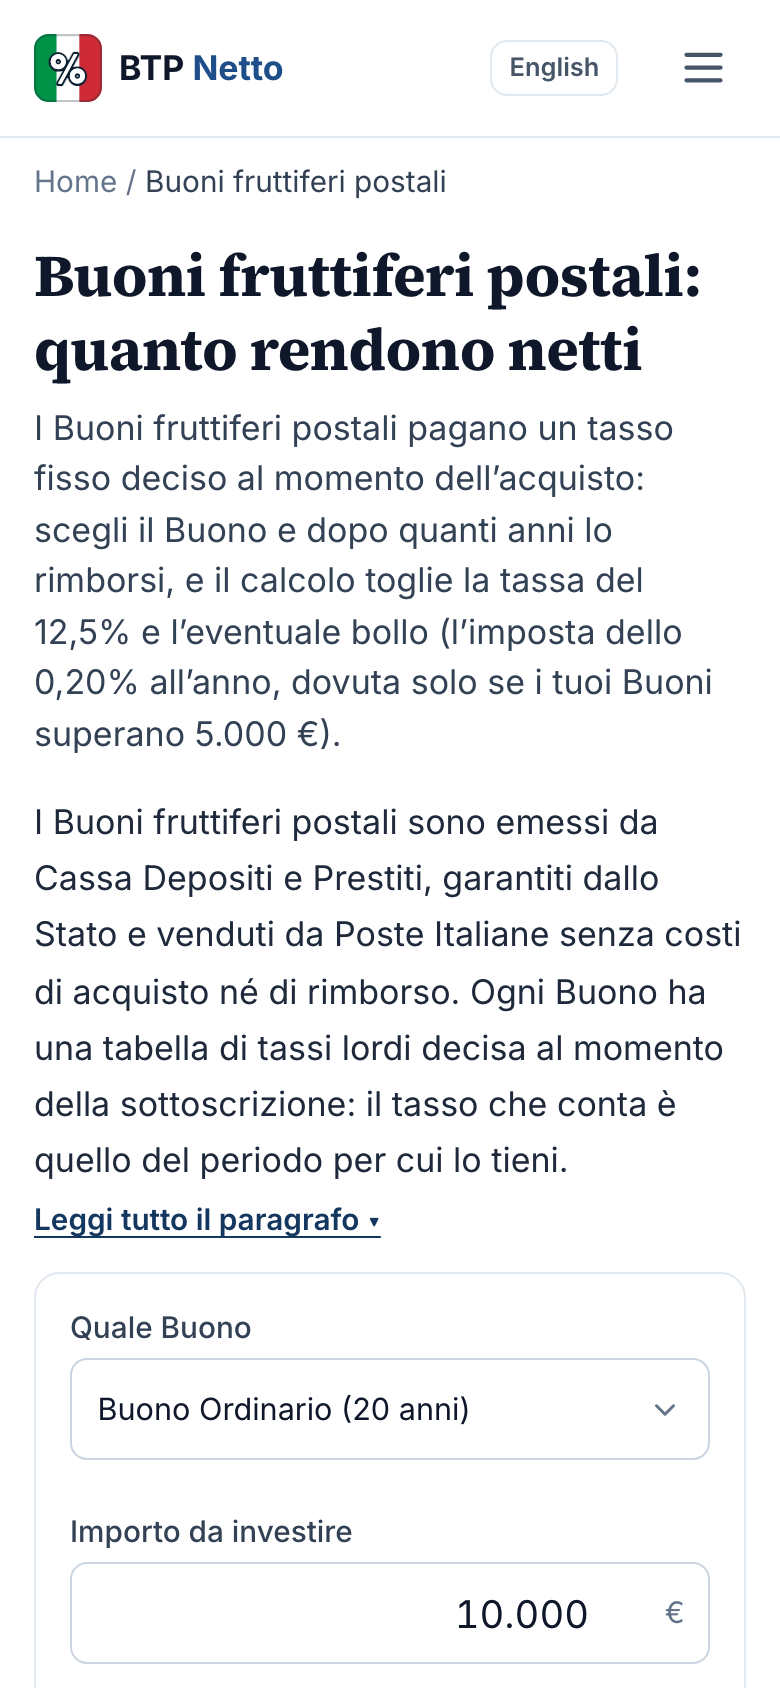 %
BTP Netto
English
Home / Buoni fruttiferi postali
Buoni fruttiferi postali:
quanto rendono netti
I Buoni fruttiferi postali pagano un tasso
fisso deciso al momento dell’acquisto:
scegli il Buono e dopo quanti anni lo
rimborsi, e il calcolo toglie la tassa del
12,5% e l’eventuale bollo (l’imposta dello
0,20% all’anno, dovuta solo se i tuoi Buoni
superano 5.000 €).
I Buoni fruttiferi postali sono emessi da
Cassa Depositi e Prestiti, garantiti dallo
Stato e venduti da Poste Italiane senza costi
di acquisto né di rimborso. Ogni Buono ha
una tabella di tassi lordi decisa al momento
della sottoscrizione: il tasso che conta è
quello del periodo per cui lo tieni.
Leggi tutto il paragrafo ▾
Quale Buono
Buono Ordinario (20 anni)
Importo da investire
10.000 €